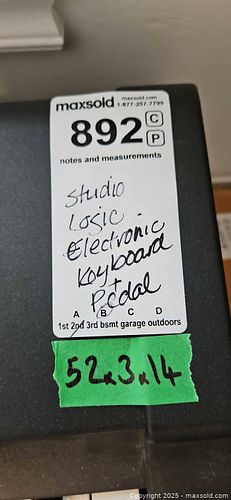 maxsold maxsold.com
1-877-257-7799
892 C
P
notes and measurements
Studio
Logic
Electronic
Keyboard
+
Pedal
A B C D
1st 2nd 3rd bsmt garage outdoors
52x3x14
Copyright © 2025 - maxsold.com